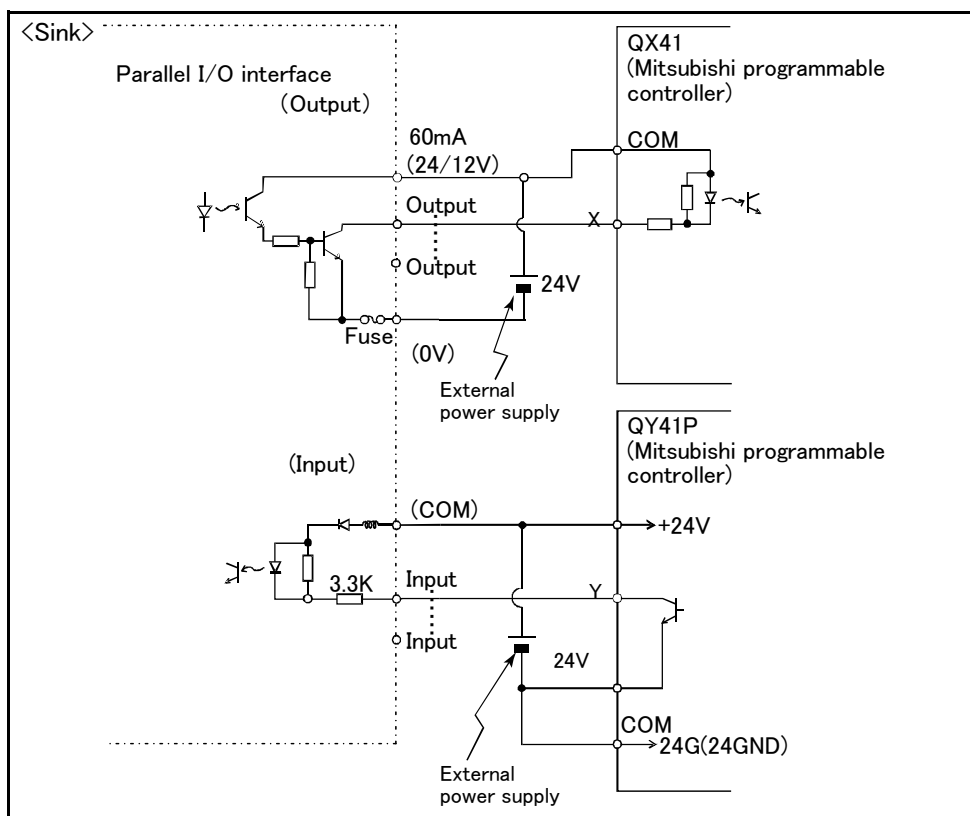 <Sink>
Parallel I/O interface
(Output)
QX41
(Mitsubishi programmable
controller)
60mA
(24/12V)
COM
Output
X
Output
24V
Fuse
(0V)
External
power supply
QY41P
(Mitsubishi programmable
controller)
(Input)
(COM)
+24V
3.3K
Input
Y
Input
24V
COM
24G(24GND)
External
power supply